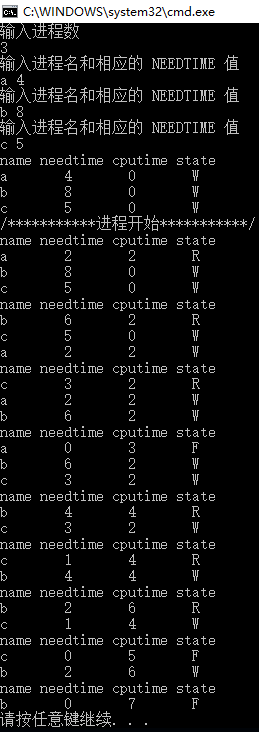 C:\WINDOWS\system32\cmd.exe
输入进程数
3
输入进程名和相应的 NEEDTIME 值
a 4
输入进程名和相应的 NEEDTIME 值
b 8
输入进程名和相应的 NEEDTIME 值
c 5
name needtime cputime state
a 4 0 W
b 8 0 W
c 5 0 W
/***********进程开始***********/
name needtime cputime state
a 2 2 R
b 8 0 W
c 5 0 W
name needtime cputime state
b 6 2 R
c 5 0 W
a 2 2 W
name needtime cputime state
c 3 2 R
a 2 2 W
b 6 2 W
name needtime cputime state
a 0 3 F
b 6 2 W
c 3 2 W
name needtime cputime state
b 4 4 R
c 3 2 W
name needtime cputime state
c 1 4 R
b 4 4 W
name needtime cputime state
b 2 6 R
c 1 4 W
name needtime cputime state
c 0 5 F
b 2 6 W
name needtime cputime state
b 0 7 F
请按任意键继续. . .